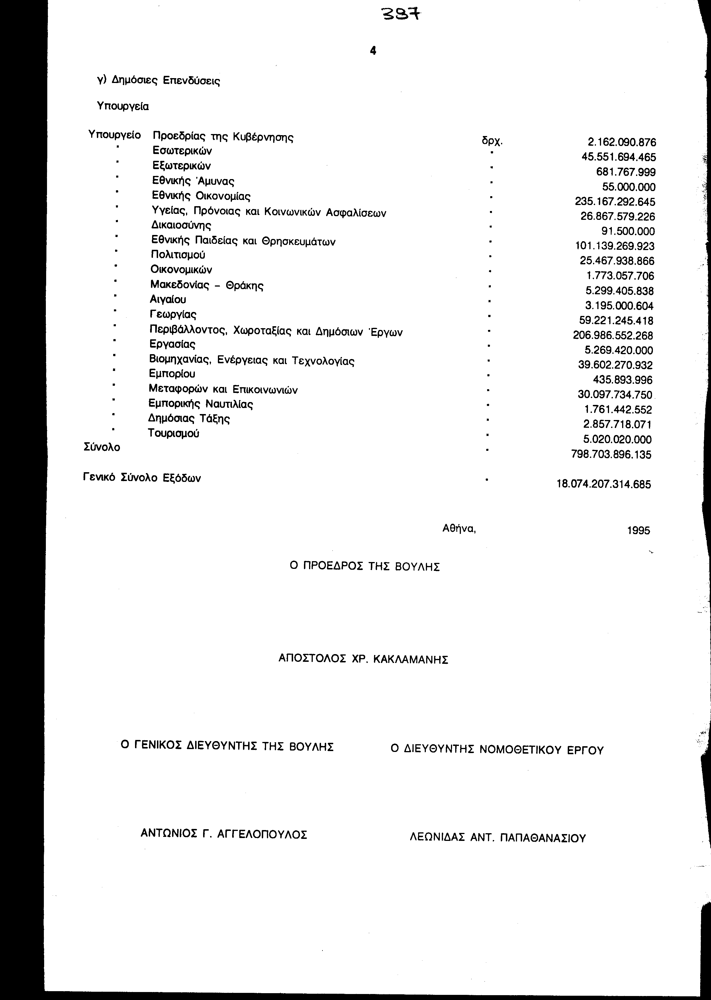 387
4
γ) Δημόσιες Επενδύσεις
Υπουργεία
Υπουργείο Προεδρίας της Κυβέρνησης δρχ. 2.162.090.876
" Εσωτερικών " 45.551.694.465
" Εξωτερικών " 681.767.999
" Εθνικής Άμυνας " 55.000.000
" Εθνικής Οικονομίας " 235.167.292.645
" Υγείας, Πρόνοιας και Κοινωνικών Ασφαλίσεων " 26.867.579.226
" Δικαιοσύνης " 91.500.000
" Εθνικής Παιδείας και Θρησκευμάτων " 101.139.269.923
" Πολιτισμού " 25.467.938.866
" Οικονομικών " 1.773.057.706
" Μακεδονίας - Θράκης " 5.299.405.838
" Αιγαίου " 3.195.000.604
" Γεωργίας " 59.221.245.418
" Περιβάλλοντος, Χωροταξίας και Δημόσιων Έργων " 206.986.552.268
" Εργασίας " 5.269.420.000
" Βιομηχανίας, Ενέργειας και Τεχνολογίας " 39.602.270.932
" Εμπορίου " 435.893.996
" Μεταφορών και Επικοινωνιών " 30.097.734.750
" Εμπορικής Ναυτιλίας " 1.761.442.552
" Δημόσιας Τάξης " 2.857.718.071
" Τουρισμού " 5.020.020.000
Σύνολο " 798.703.896.135
Γενικό Σύνολο Εξόδων " 18.074.207.314.685
Αθήνα, 1995
Ο ΠΡΟΕΔΡΟΣ ΤΗΣ ΒΟΥΛΗΣ
ΑΠΟΣΤΟΛΟΣ ΧΡ. ΚΑΚΛΑΜΑΝΗΣ
Ο ΓΕΝΙΚΟΣ ΔΙΕΥΘΥΝΤΗΣ ΤΗΣ ΒΟΥΛΗΣ Ο ΔΙΕΥΘΥΝΤΗΣ ΝΟΜΟΘΕΤΙΚΟΥ ΕΡΓΟΥ
ΑΝΤΩΝΙΟΣ Γ. ΑΓΓΕΛΟΠΟΥΛΟΣ ΛΕΩΝΙΔΑΣ ΑΝΤ. ΠΑΠΑΘΑΝΑΣΙΟΥ